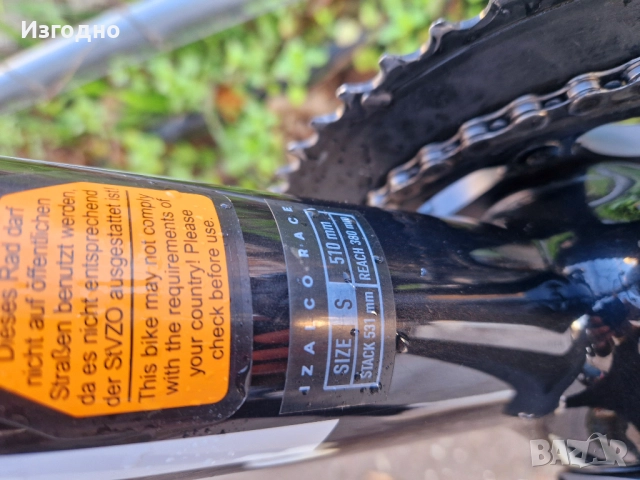 Изгодно
Dieses Rad darf
nicht auf öffentlichen
Straßen benutzt werden,
da es nicht entsprechend
der StVZO ausgestattet ist!
This bike may not comply
with the requirements of
your country! Please
check before use.
IZALCO RACE
SIZE S 510 mm
STACK 531 mm REACH 380 mm
BAZAR